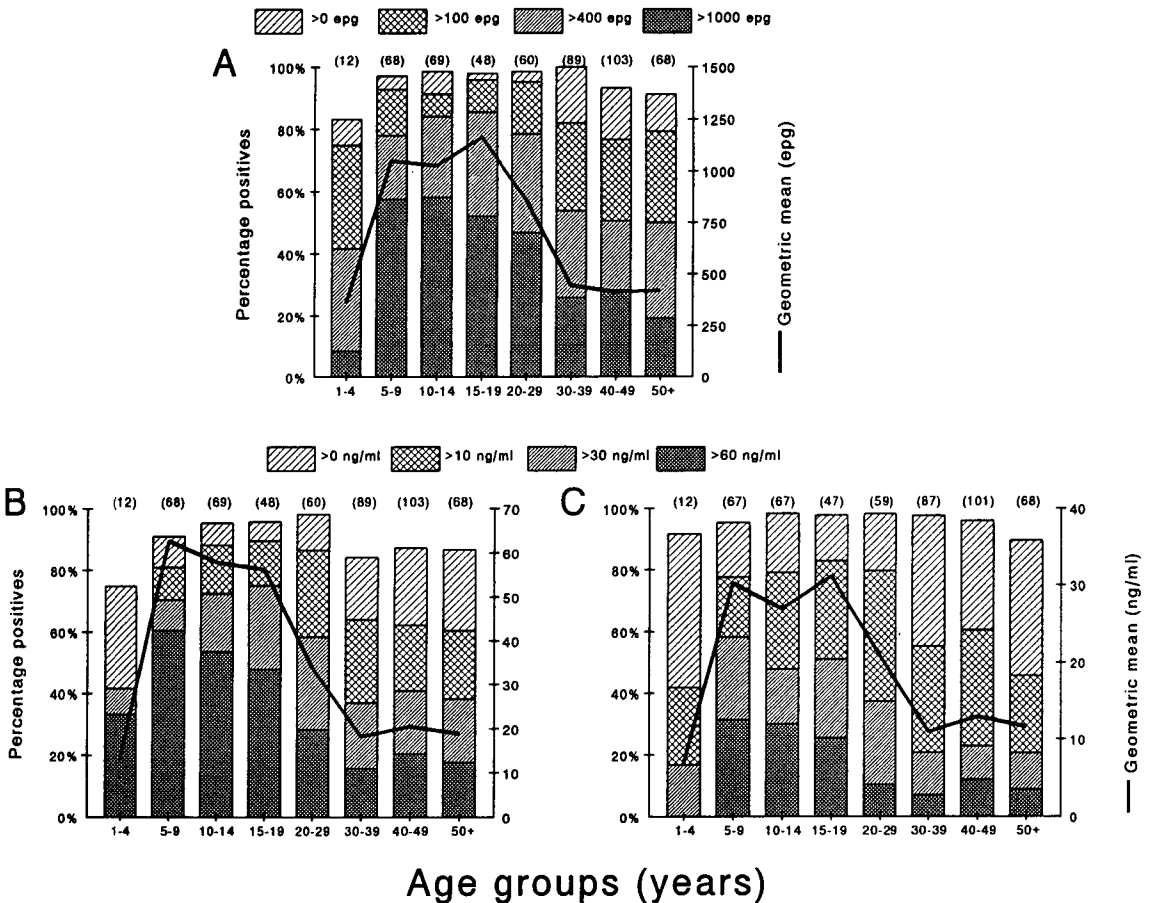 >0 epg >100 epg >400 epg >1000 epg
A
(12) (68) (69) (48) (60) (89) (103) (68)
100% 1500
80% 1250
60% 1000
40% 750
20% 500
0% 250
0
Percentage positives
Geometric mean (epg)
1-4 5-9 10-14 15-19 20-29 30-39 40-49 50+
>0 ng/ml >10 ng/ml >30 ng/ml >60 ng/ml
B
(12) (68) (69) (48) (60) (89) (103) (68)
100% 70
80% 60
60% 50
40% 40
20% 30
0% 20
10
0
Percentage positives
1-4 5-9 10-14 15-19 20-29 30-39 40-49 50+
C
(12) (67) (67) (47) (59) (87) (101) (68)
100% 40
80% 30
60% 20
40% 10
20% 0
0%
Geometric mean (ng/ml)
1-4 5-9 10-14 15-19 20-29 30-39 40-49 50+
Age groups (years)